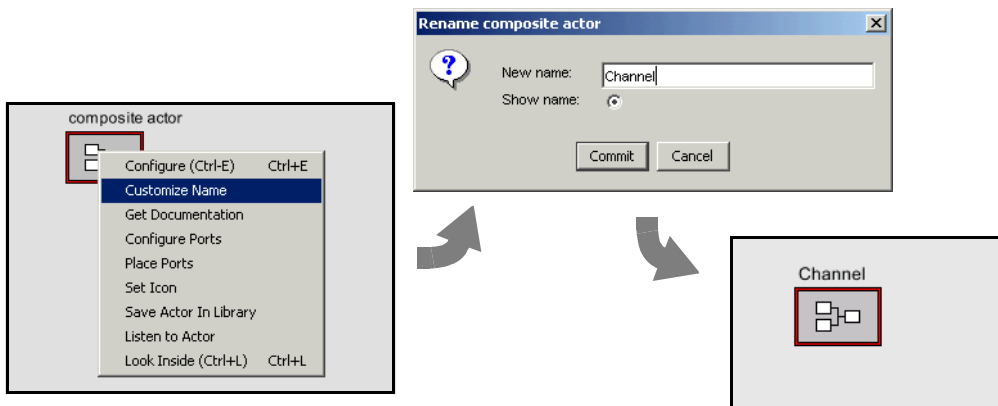 composite actor
Configure (Ctrl-E) Ctrl+E
Customize Name
Get Documentation
Configure Ports
Place Ports
Set Icon
Save Actor In Library
Listen to Actor
Look Inside (Ctrl+L) Ctrl+L
Rename composite actor
?
New name: Channel
Show name:
Commit Cancel
Channel